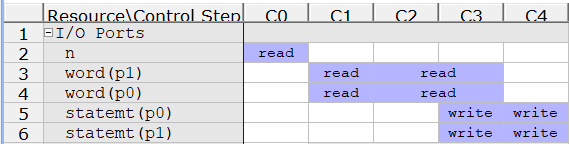 Resource\Control Step C0 C1 C2 C3 C4
1 I/O Ports
2 n read
3 word(p1) read read
4 word(p0) read read
5 statemt(p0) write write
6 statemt(p1) write write